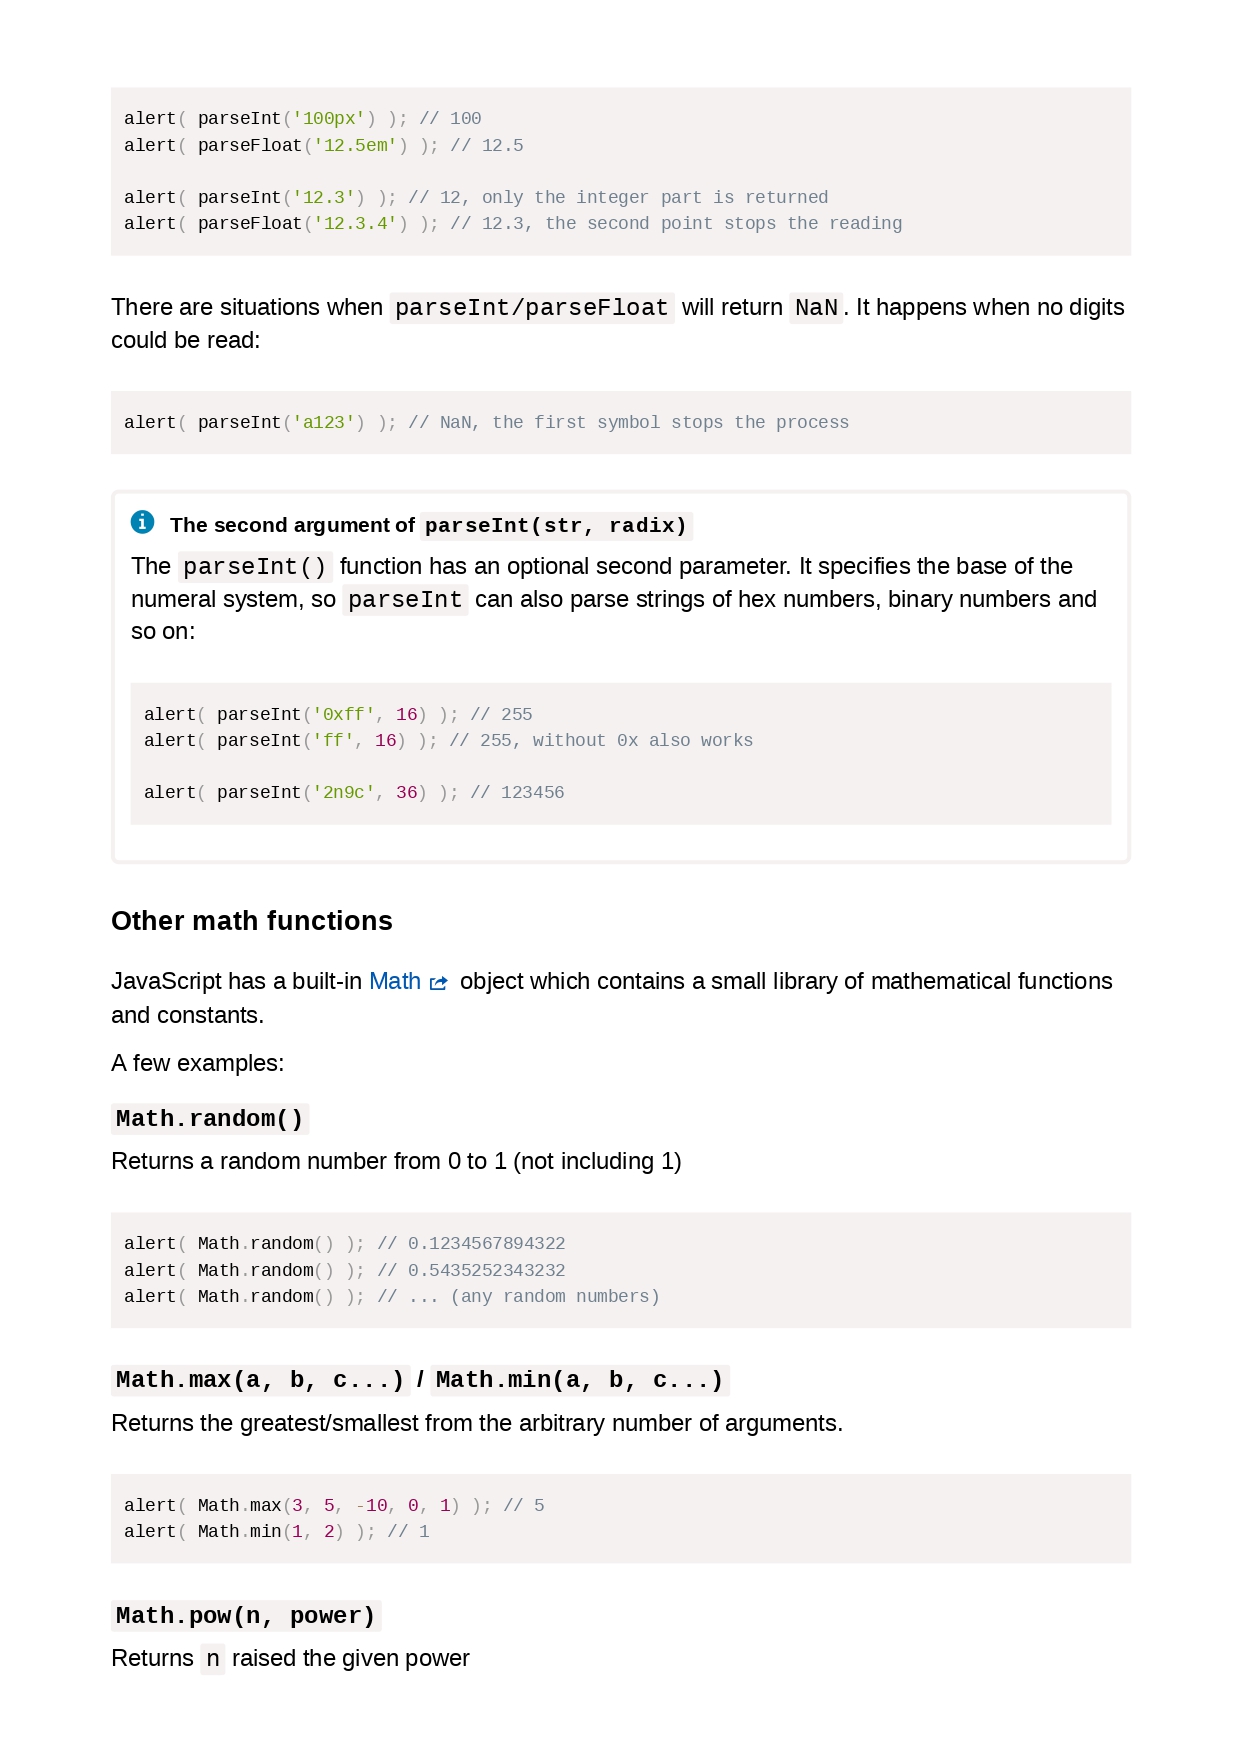 alert( parseInt('100px') ); // 100
alert( parseFloat('12.5em') ); // 12.5
alert( parseInt('12.3') ); // 12, only the integer part is returned
alert( parseFloat('12.3.4') ); // 12.3, the second point stops the reading
There are situations when parseInt/parseFloat will return NaN. It happens when no digits
could be read:
alert( parseInt('a123') ); // NaN, the first symbol stops the process
The second argument of parseInt(str, radix)
The parseInt() function has an optional second parameter. It specifies the base of the
numeral system, so parseInt can also parse strings of hex numbers, binary numbers and
so on:
alert( parseInt('0xff', 16) ); // 255
alert( parseInt('ff', 16) ); // 255, without 0x also works
alert( parseInt('2n9c', 36) ); // 123456
Other math functions
JavaScript has a built-in Math object which contains a small library of mathematical functions
and constants.
A few examples:
Math.random()
Returns a random number from 0 to 1 (not including 1)
alert( Math.random() ); // 0.1234567894322
alert( Math.random() ); // 0.5435252343232
alert( Math.random() ); // ... (any random numbers)
Math.max(a, b, c...) / Math.min(a, b, c...)
Returns the greatest/smallest from the arbitrary number of arguments.
alert( Math.max(3, 5, -10, 0, 1) ); // 5
alert( Math.min(1, 2) ); // 1
Math.pow(n, power)
Returns n raised the given power